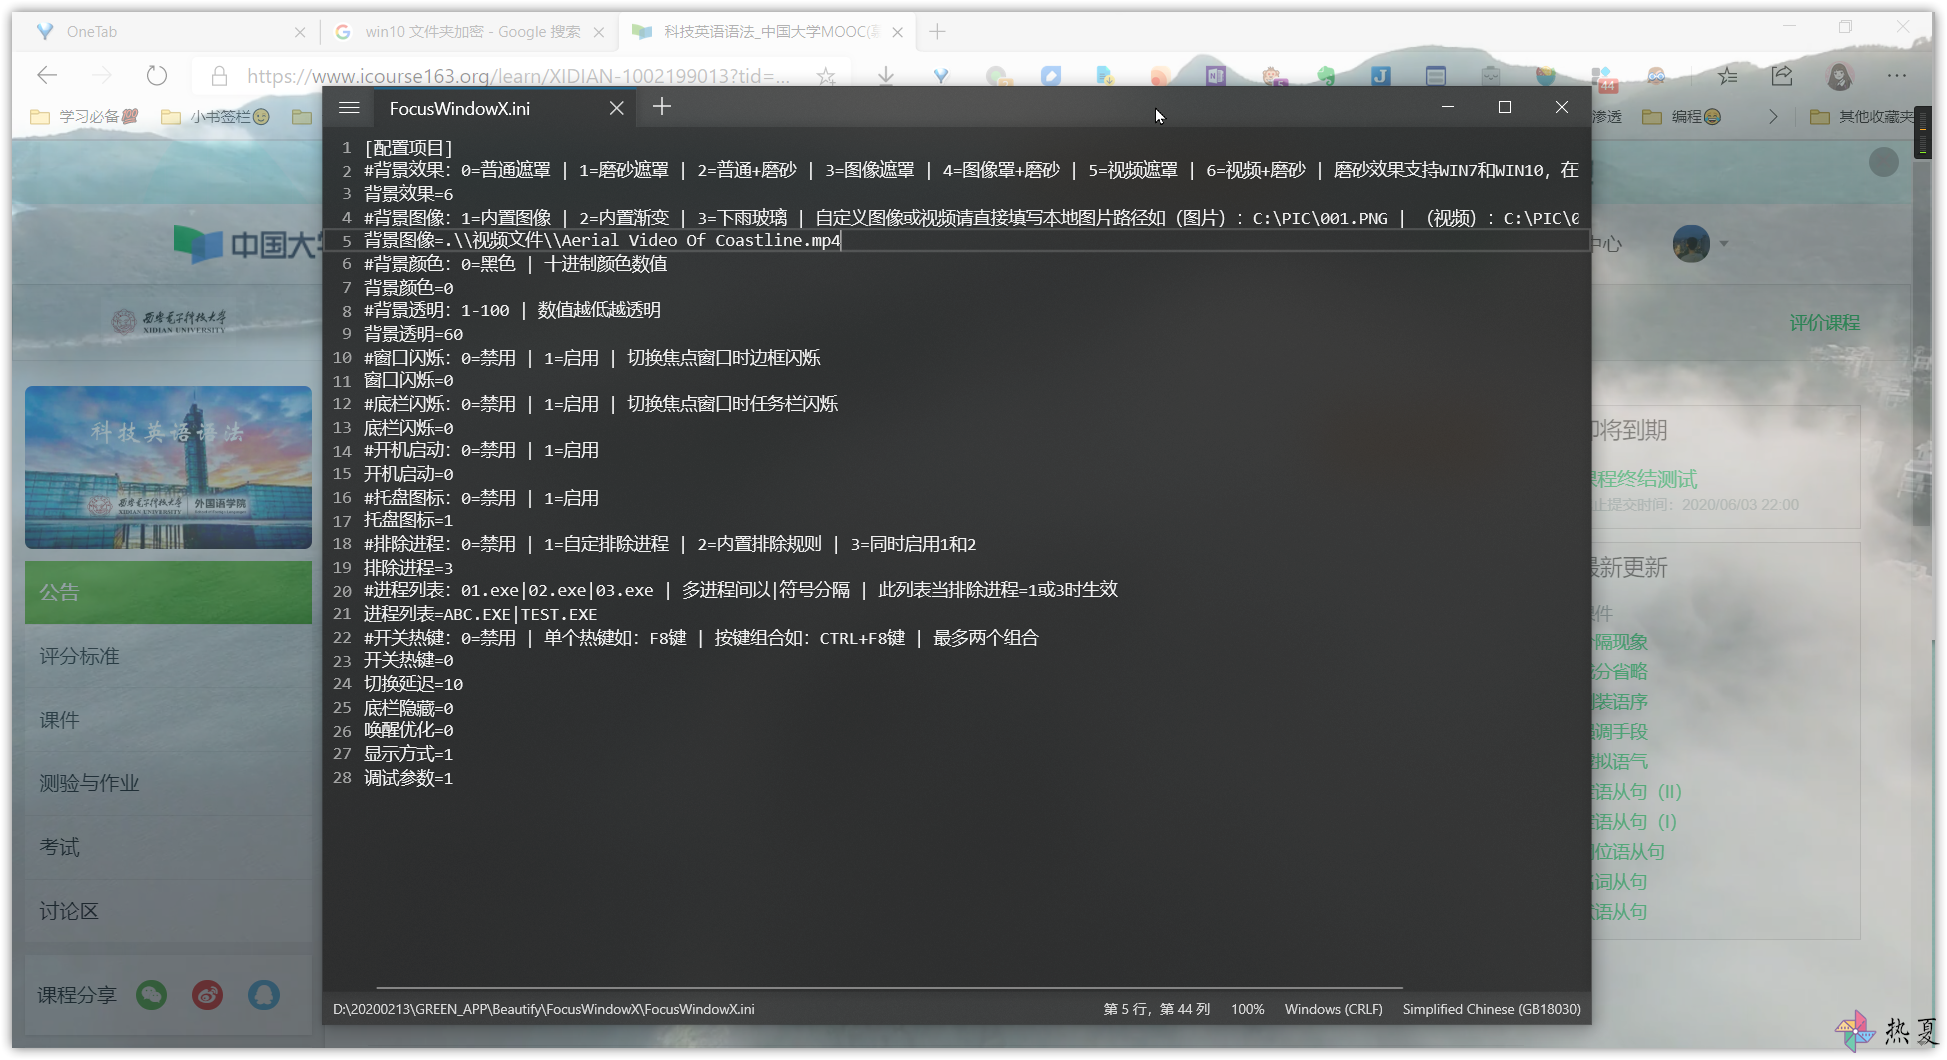 OneTab
win10 文件夹加密 - Google 搜索
科技英语语法_中国大学MOOC(慕
https://www.icourse163.org/learn/XIDIAN-1002199013?tid=...
44
学习必备💯
小书签栏
渗透
编程😂
其他收藏夹
FocusWindowX.ini
1 [配置项目]
2 #背景效果: 0=普通遮罩 | 1=磨砂遮罩 | 2=普通+磨砂 | 3=图像遮罩 | 4=图像罩+磨砂 | 5=视频遮罩 | 6=视频+磨砂 | 磨砂效果支持WIN7和WIN10, 在
3 背景效果=6
4 #背景图像: 1=内置图像 | 2=内置渐变 | 3=下雨玻璃 | 自定义图像或视频请直接填写本地图片路径如 (图片) : C:\PIC\001.PNG | (视频) : C:\PIC\0
5 背景图像=.\\视频文件\\Aerial Video Of Coastline.mp4
6 #背景颜色: 0=黑色 | 十进制颜色数值
7 背景颜色=0
8 #背景透明: 1-100 | 数值越低越透明
9 背景透明=60
10 #窗口闪烁: 0=禁用 | 1=启用 | 切换焦点窗口时边框闪烁
11 窗口闪烁=0
12 #底栏闪烁: 0=禁用 | 1=启用 | 切换焦点窗口时任务栏闪烁
13 底栏闪烁=0
14 #开机启动: 0=禁用 | 1=启用
15 开机启动=0
16 #托盘图标: 0=禁用 | 1=启用
17 托盘图标=1
18 #排除进程: 0=禁用 | 1=自定排除进程 | 2=内置排除规则 | 3=同时启用1和2
19 排除进程=3
20 #进程列表: 01.exe|02.exe|03.exe | 多进程间以|符号分隔 | 此列表当排除进程=1或3时生效
21 进程列表=ABC.EXE|TEST.EXE
22 #开关热键: 0=禁用 | 单个热键如: F8键 | 按键组合如: CTRL+F8键 | 最多两个组合
23 开关热键=0
24 切换延迟=10
25 底栏隐藏=0
26 唤醒优化=0
27 显示方式=1
28 调试参数=1
D:\20200213\GREEN_APP\Beautify\FocusWindowX\FocusWindowX.ini
第 5 行, 第 44 列
100%
Windows (CRLF)
Simplified Chinese (GB18030)
中国大
中心
西安电子科技大学
XIDIAN UNIVERSITY
评价课程
科技英语语法
西安电子科技大学 | 外国语学院
公告
评分标准
课件
测验与作业
考试
讨论区
课程分享
即将到期
课程终结测试
止提交时间: 2020/06/03 22:00
最新更新
课件
隔现象
分省略
装语序
调手段
拟语气
语从句 (II)
语从句 (I)
位语从句
词从句
语从句
热夏